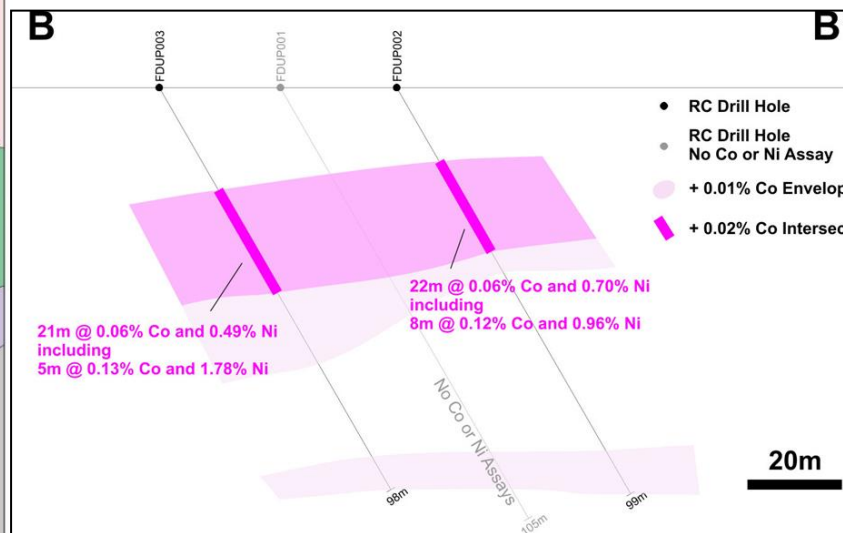 B
B
FDUP003
FDUP001
FDUP002
RC Drill Hole
RC Drill Hole
No Co or Ni Assay
+ 0.01% Co Envelop
+ 0.02% Co Intersec
22m @ 0.06% Co and 0.70% Ni
including
8m @ 0.12% Co and 0.96% Ni
21m @ 0.06% Co and 0.49% Ni
including
5m @ 0.13% Co and 1.78% Ni
No Co or Ni Assays
98m
105m
99m
20m